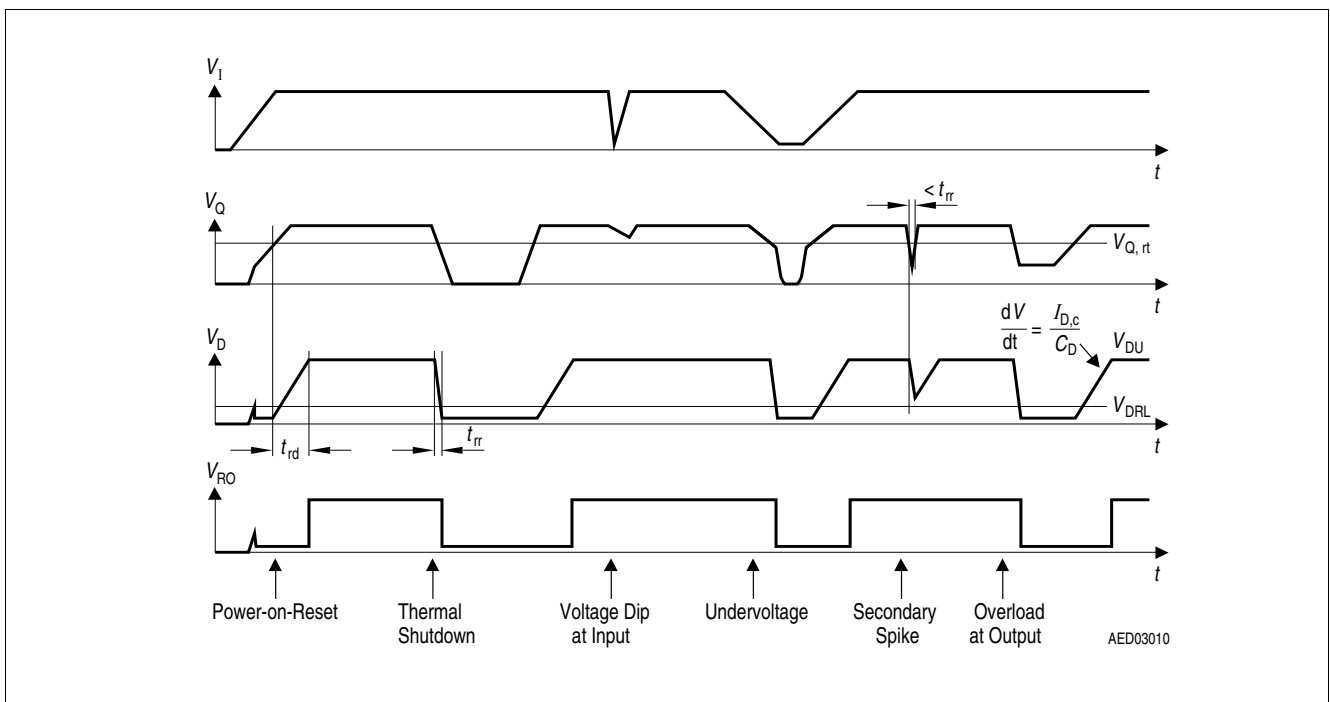 V_I
t
V_Q
< t_rr
V_Q, rt
t
dV/dt = I_D,c/C_D
V_D
V_DU
V_DRL
t_rd
t_rr
t
V_RO
t
Power-on-Reset
Thermal
Shutdown
Voltage Dip
at Input
Undervoltage
Secondary
Spike
Overload
at Output
AED03010